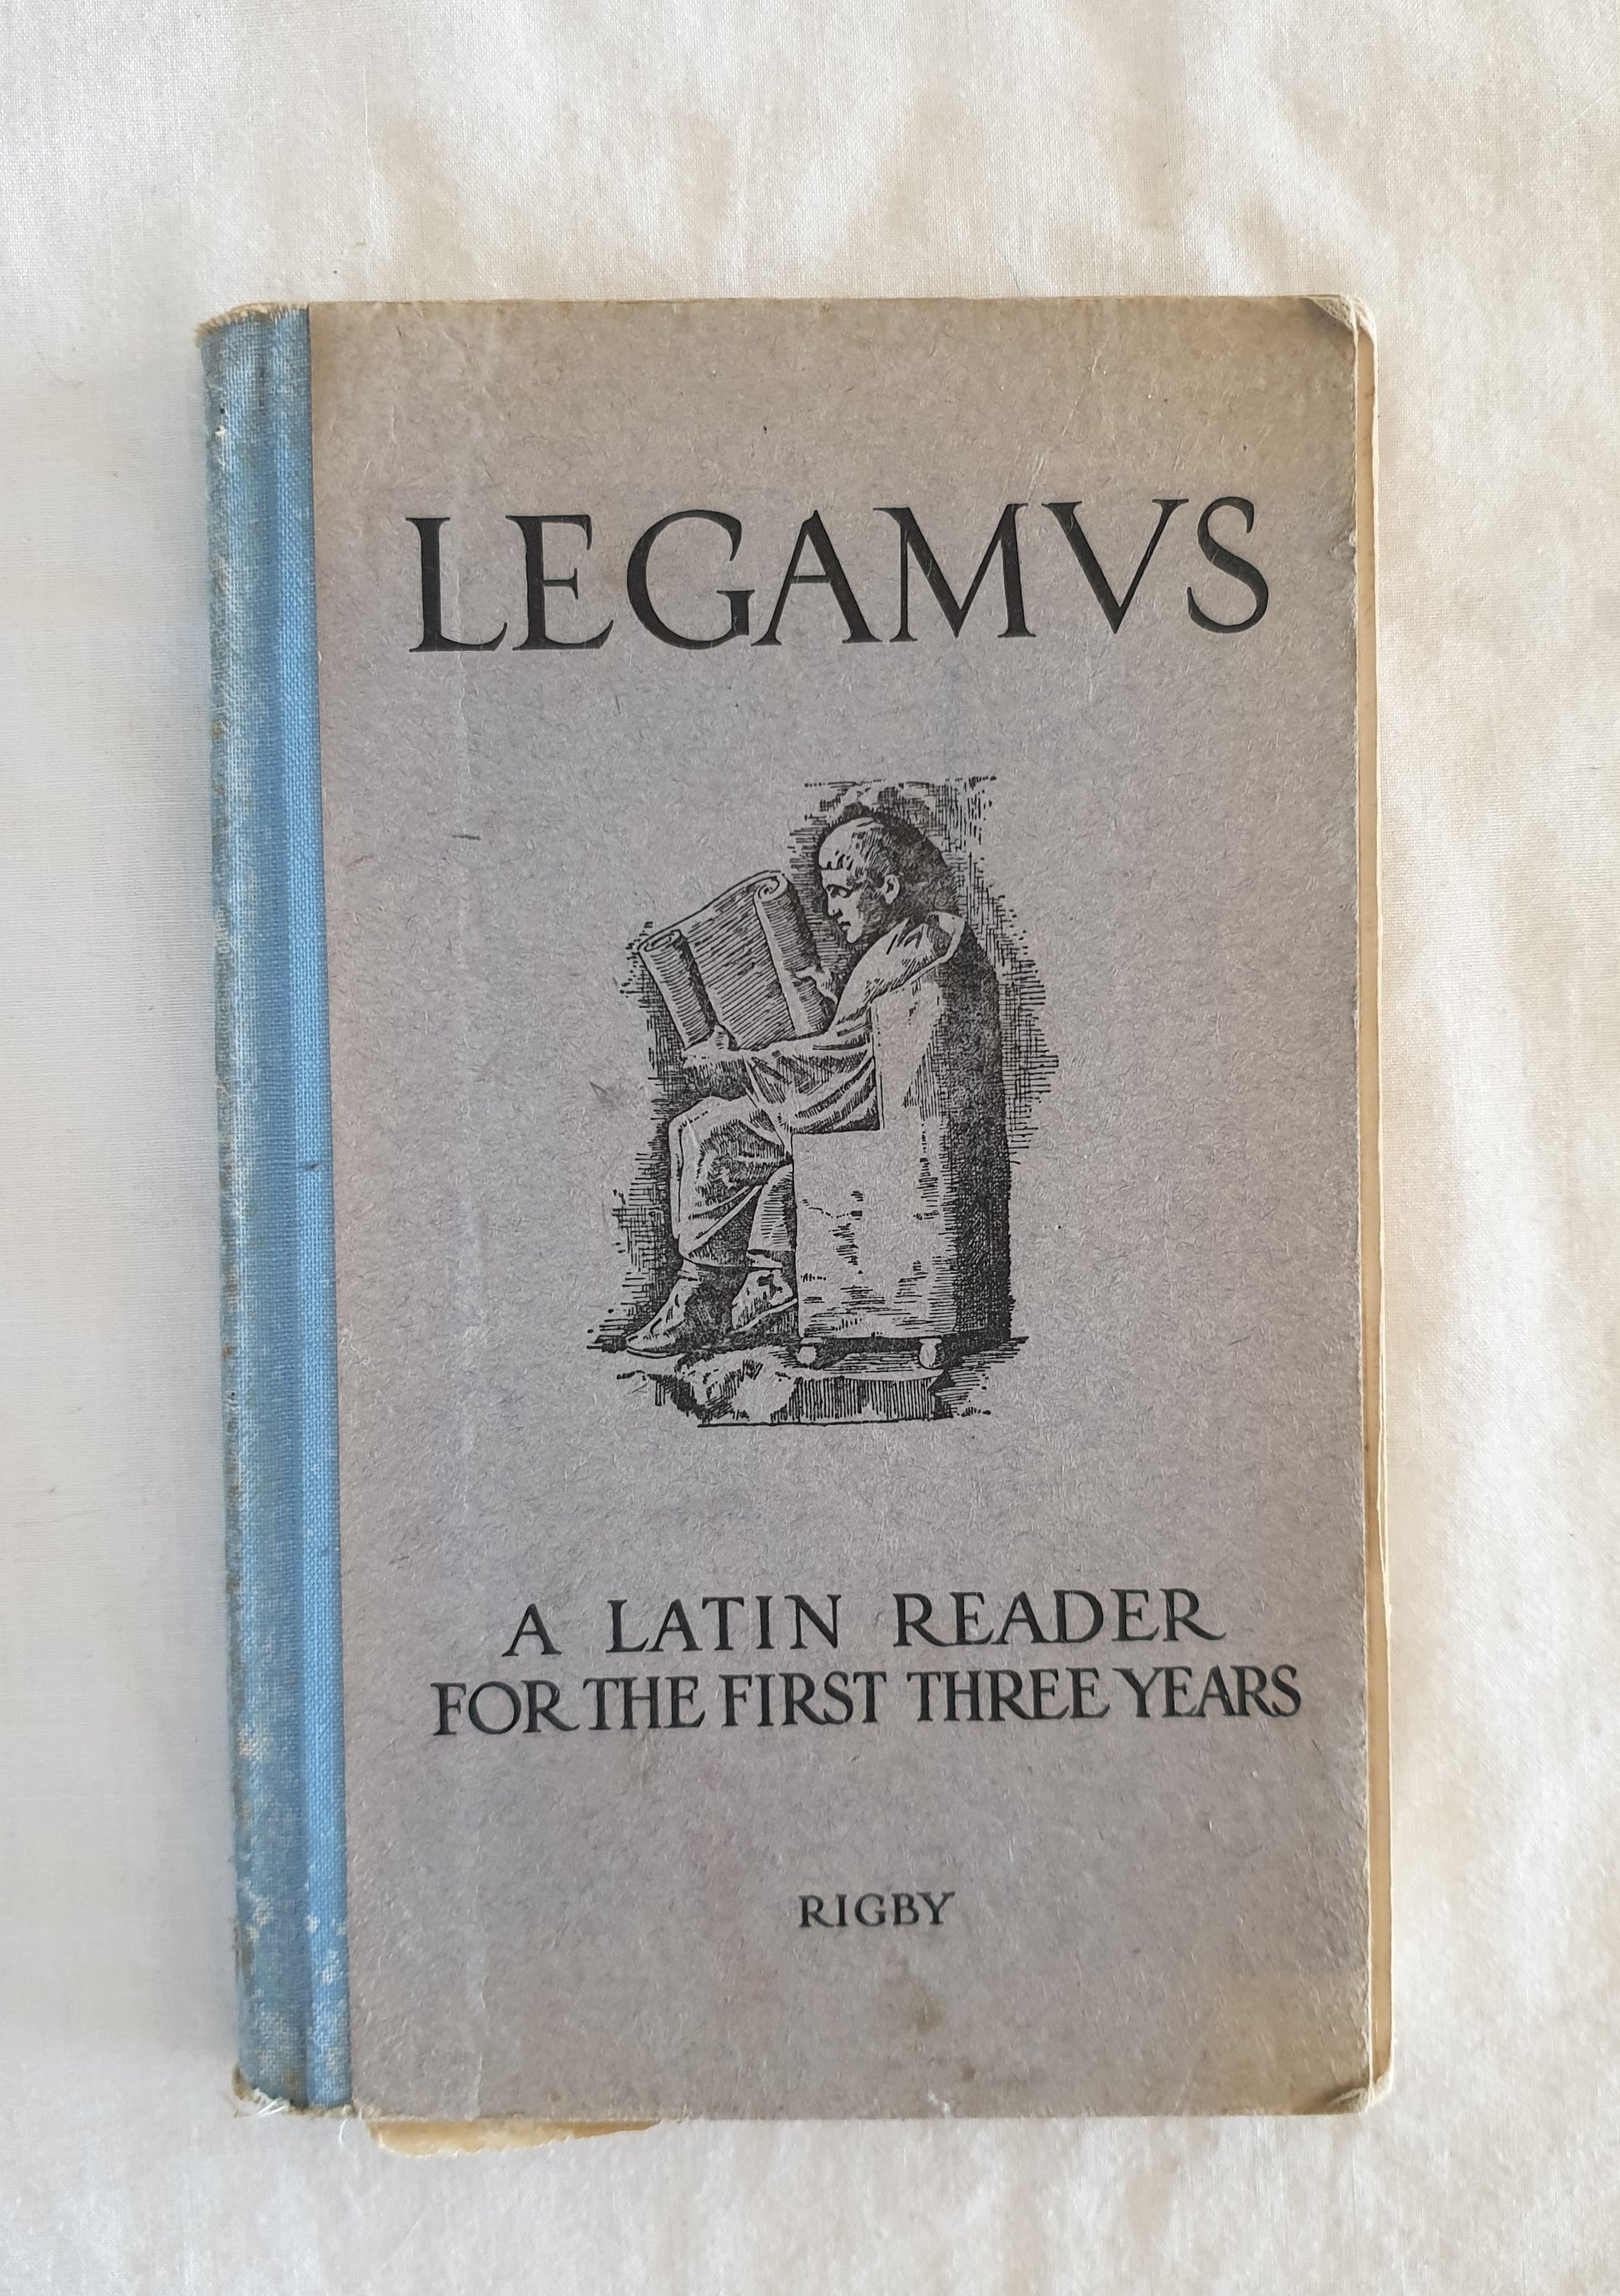 LEGAMVS
A LATIN READER
FOR THE FIRST THREE YEARS
RIGBY